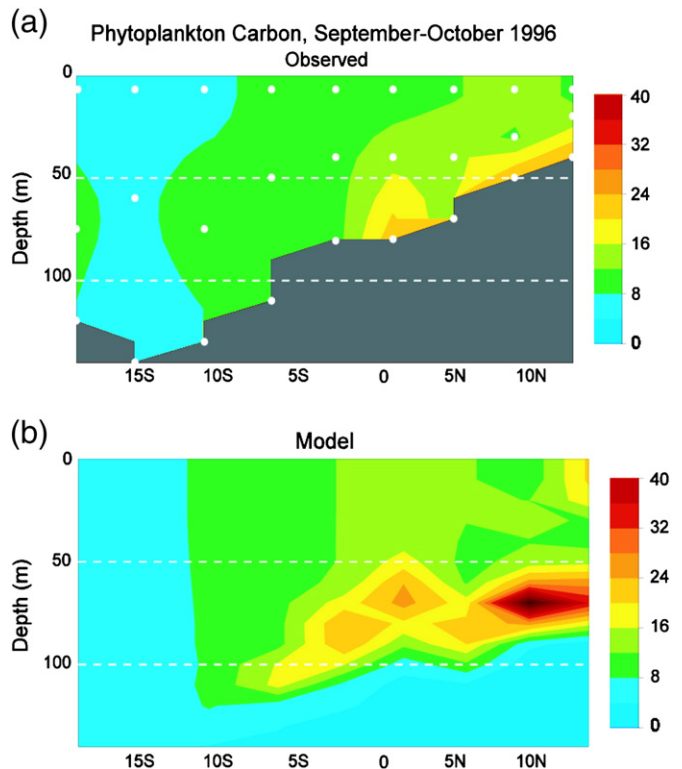 (a)
Phytoplankton Carbon, September-October 1996
Observed
0
50
100
Depth (m)
15S 10S 5S 0 5N 10N
40
32
24
16
8
0
(b)
Model
0
50
100
Depth (m)
15S 10S 5S 0 5N 10N
40
32
24
16
8
0